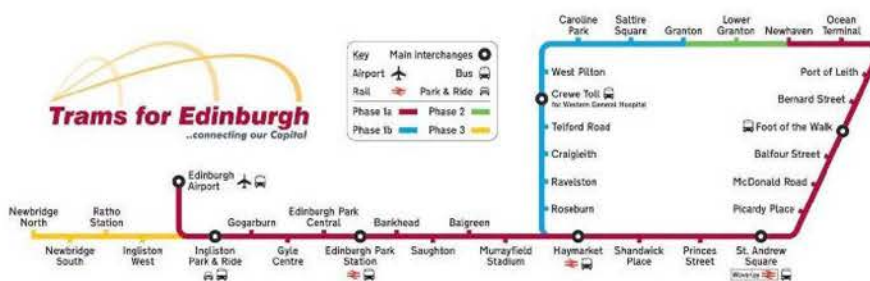 Trams for Edinburgh
..connecting our Capital
Key Main interchanges
Airport Bus
Rail Park & Ride
Phase 1a Phase 2
Phase 1b Phase 3
Caroline
Park
Saltire
Square
Granton
Lower
Granton
Newhaven
Ocean
Terminal
West Pilton
Crewe Toll
for Western General Hospital
Telford Road
Craigleith
Ravelston
Roseburn
Port of Leith
Bernard Street
Foot of the Walk
Balfour Street
McDonald Road
Picardy Place
Edinburgh
Airport
Newbridge
North
Ratho
Station
Gogarburn
Edinburgh Park
Central
Bankhead
Balgreen
Newbridge
South
Ingliston
West
Ingliston
Park & Ride
Gyle
Centre
Edinburgh Park
Station
Saughton
Murrayfield
Stadium
Haymarket
Shandwick
Place
Princes
Street
St. Andrew
Square
Waverley